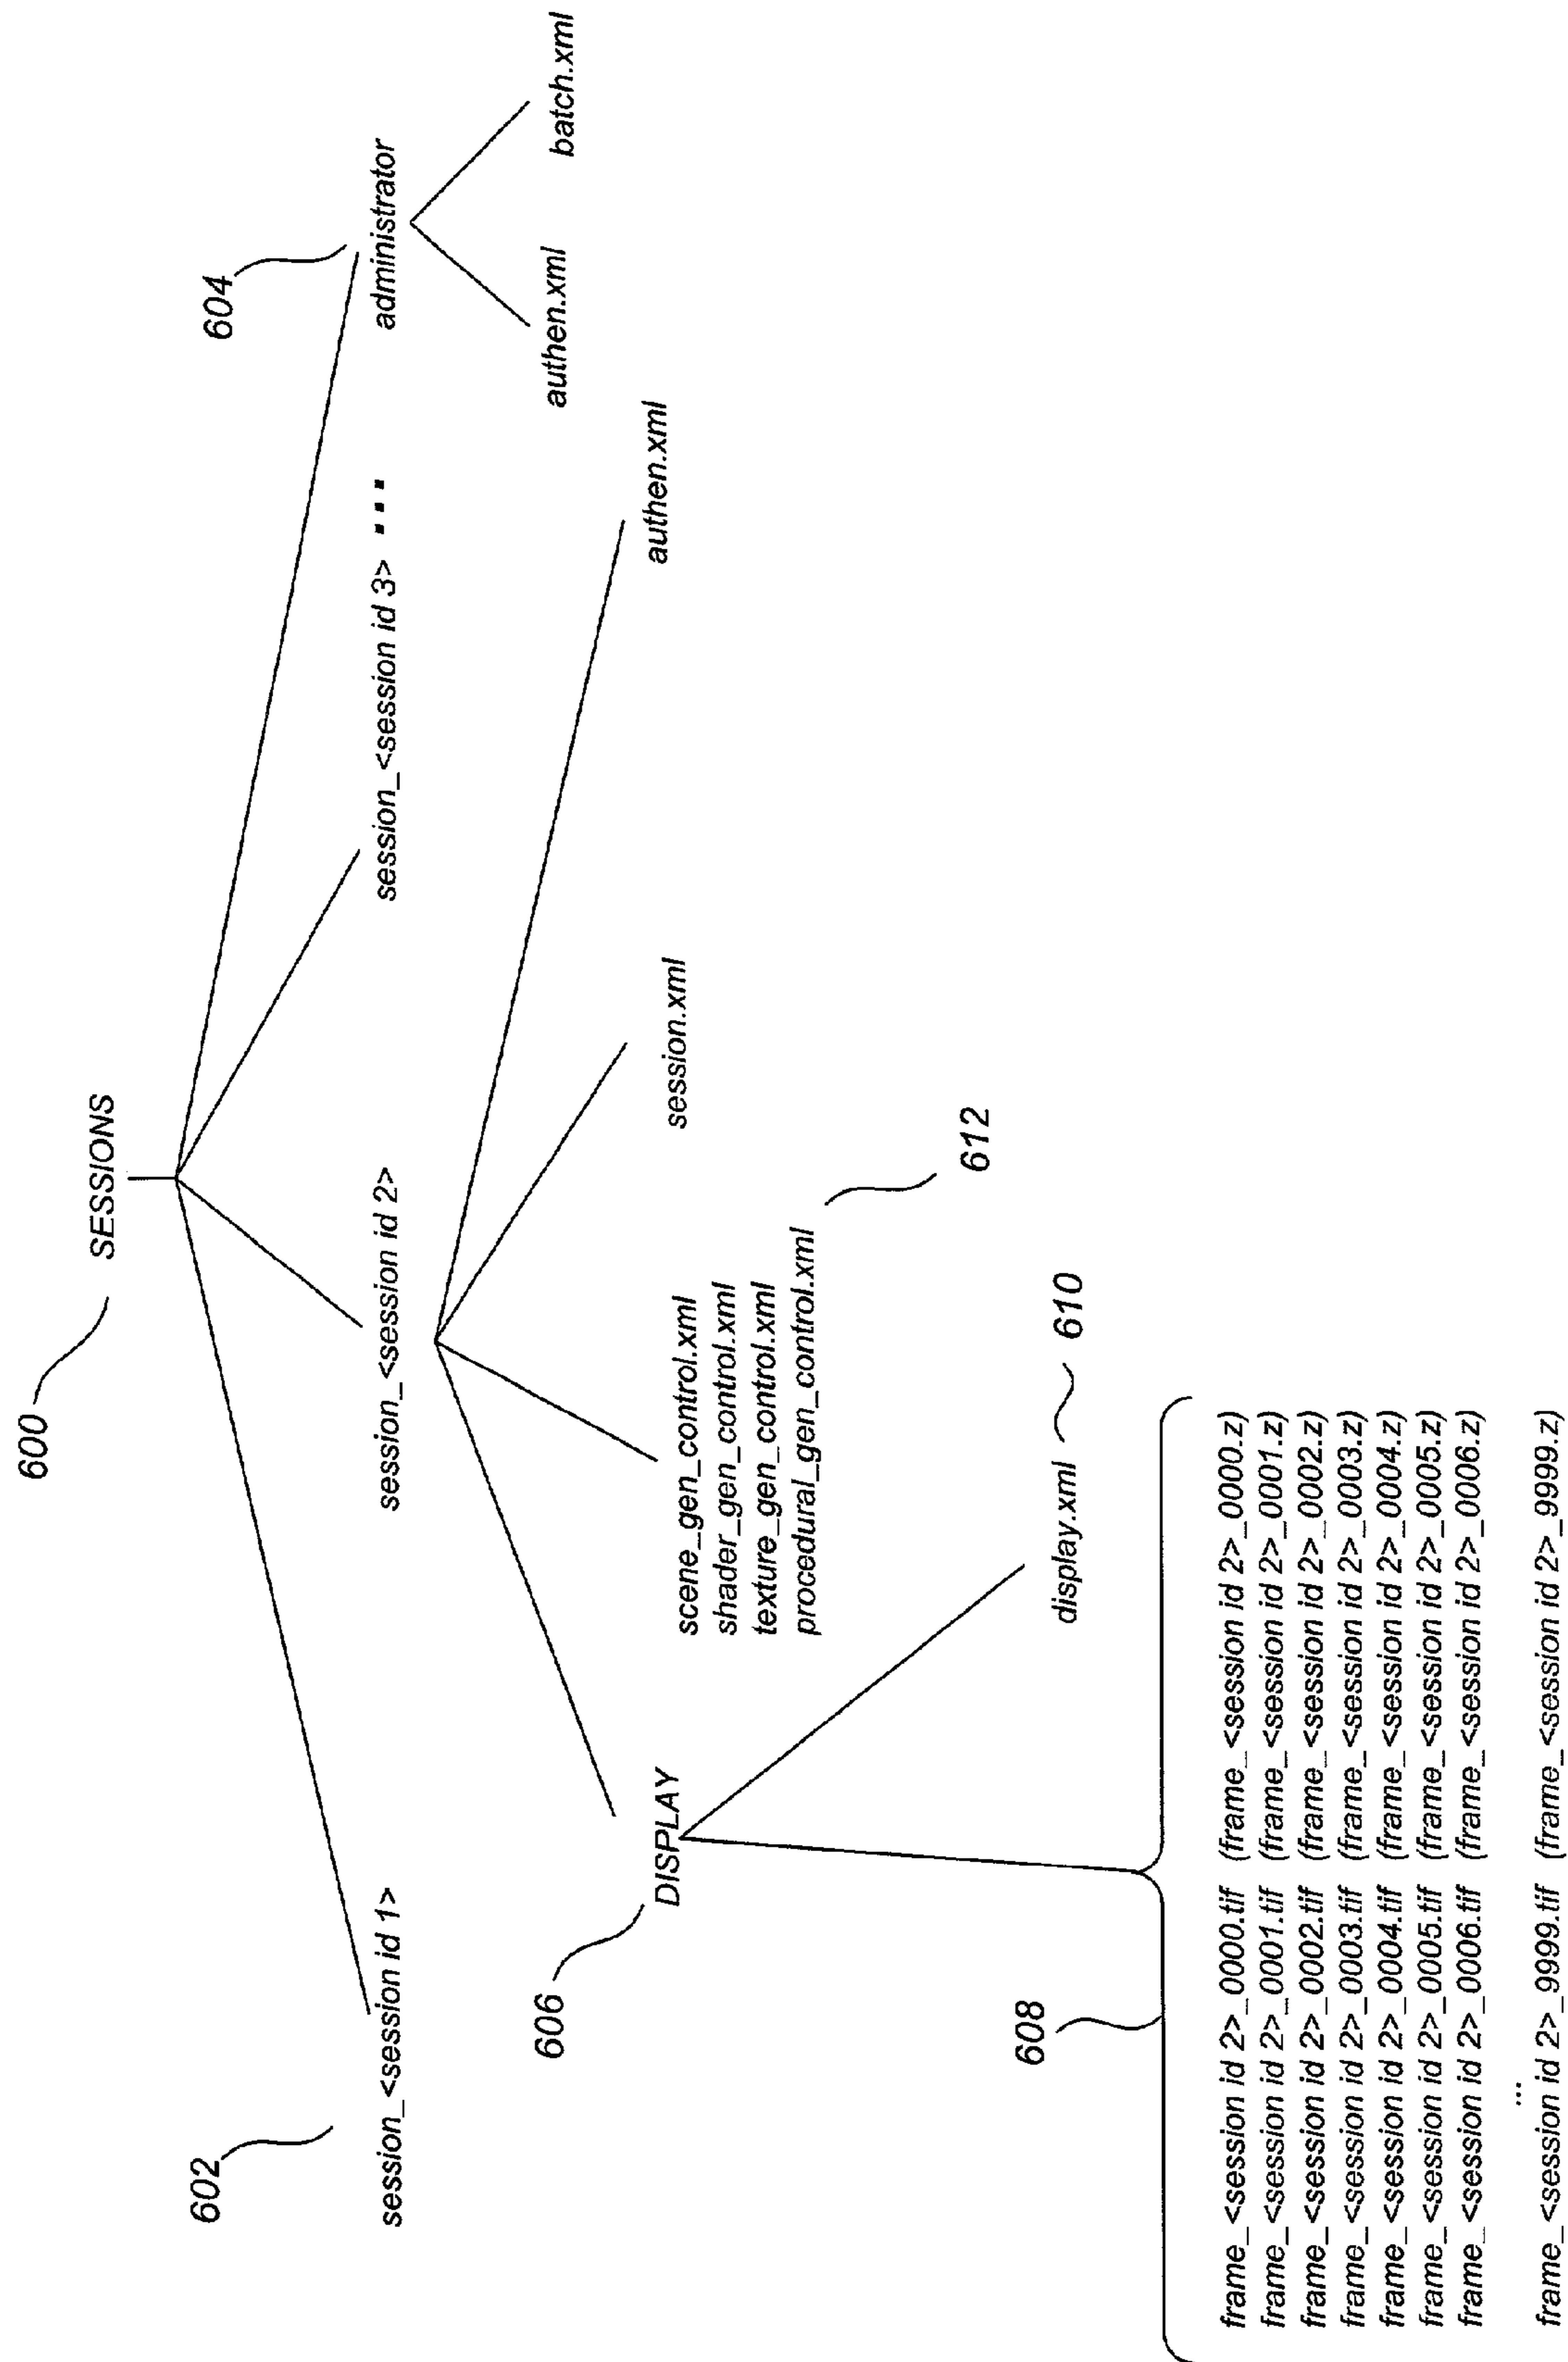 600
SESSIONS
602
604
session_<session id 1>
session_<session id 2>
session_<session id 3> ...
administrator
authen.xml
batch.xml
606
DISPLAY
scene_gen_control.xml
shader_gen_control.xml
texture_gen_control.xml
procedural_gen_control.xml
612
session.xml
authen.xml
608
display.xml
610
frame_<session id 2>_0000.tif (frame_<session id 2>_0000.z)
frame_<session id 2>_0001.tif (frame_<session id 2>_0001.z)
frame_<session id 2>_0002.tif (frame_<session id 2>_0002.z)
frame_<session id 2>_0003.tif (frame_<session id 2>_0003.z)
frame_<session id 2>_0004.tif (frame_<session id 2>_0004.z)
frame_<session id 2>_0005.tif (frame_<session id 2>_0005.z)
frame_<session id 2>_0006.tif (frame_<session id 2>_0006.z)
...
frame_<session id 2>_9999.tif (frame_<session id 2>_9999.z)